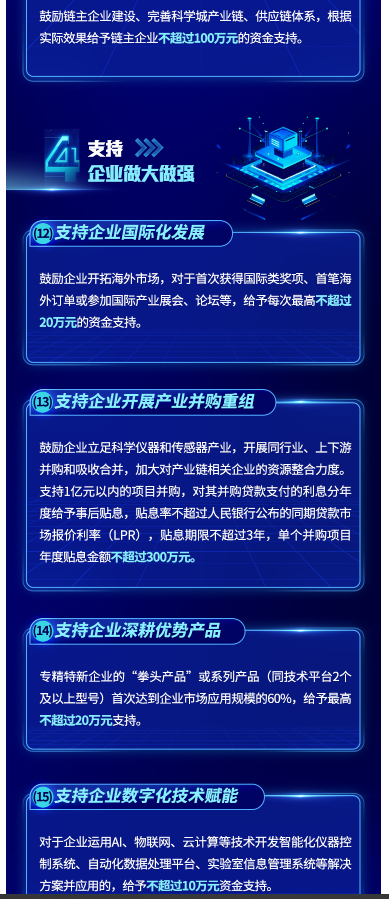 鼓励链主企业建设、完善科学城产业链、供应链体系，根据
实际效果给予链主企业不超过100万元的资金支持。
4 支持
企业做大做强
(12)支持企业国际化发展
鼓励企业开拓海外市场，对于首次获得国际类奖项、首笔海
外订单或参加国际产业展会、论坛等，给予每次最高不超过
20万元的资金支持。
(13)支持企业开展产业并购重组
鼓励企业立足科学仪器和传感器产业，开展同行业、上下游
并购和吸收合并，加大对产业链相关企业的资源整合力度。
支持1亿元以内的项目并购，对其并购贷款支付的利息分年
度给予事后贴息，贴息率不超过人民银行公布的同期贷款市
场报价利率（LPR），贴息期限不超过3年，单个并购项目
年度贴息金额不超过300万元。
(14)支持企业深耕优势产品
专精特新企业的“拳头产品”或系列产品（同技术平台2个
及以上型号）首次达到企业市场应用规模的60%，给予最高
不超过20万元支持。
(15)支持企业数字化技术赋能
对于企业运用AI、物联网、云计算等技术开发智能化仪器控
制系统、自动化数据处理平台、实验室信息管理系统等解决
方案并应用的，给予不超过10万元资金支持。